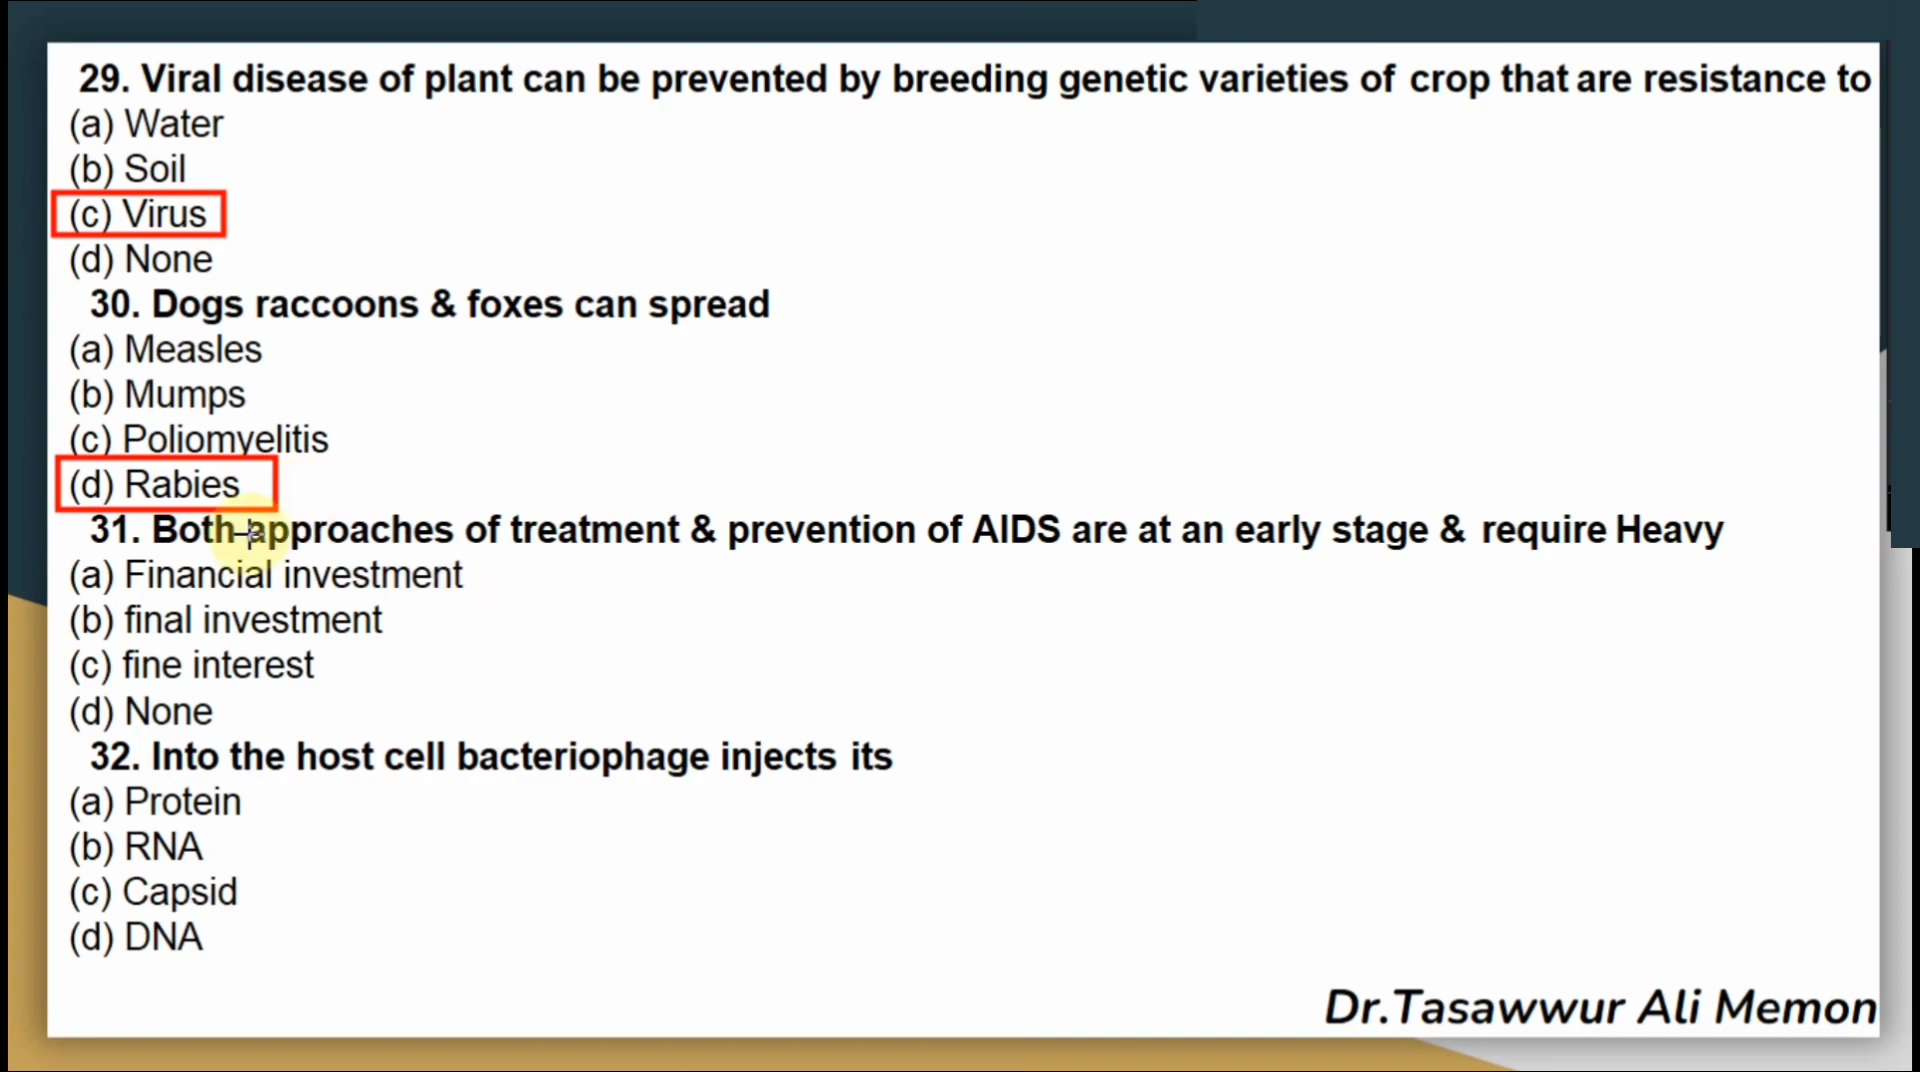 29. Viral disease of plant can be prevented by breeding genetic varieties of crop that are resistance to
(a) Water
(b) Soil
(c) Virus
(d) None
30. Dogs raccoons & foxes can spread
(a) Measles
(b) Mumps
(c) Poliomyelitis
(d) Rabies
31. Both approaches of treatment & prevention of AIDS are at an early stage & require Heavy
(a) Financial investment
(b) final investment
(c) fine interest
(d) None
32. Into the host cell bacteriophage injects its
(a) Protein
(b) RNA
(c) Capsid
(d) DNA
Dr.Tasawwur Ali Memon